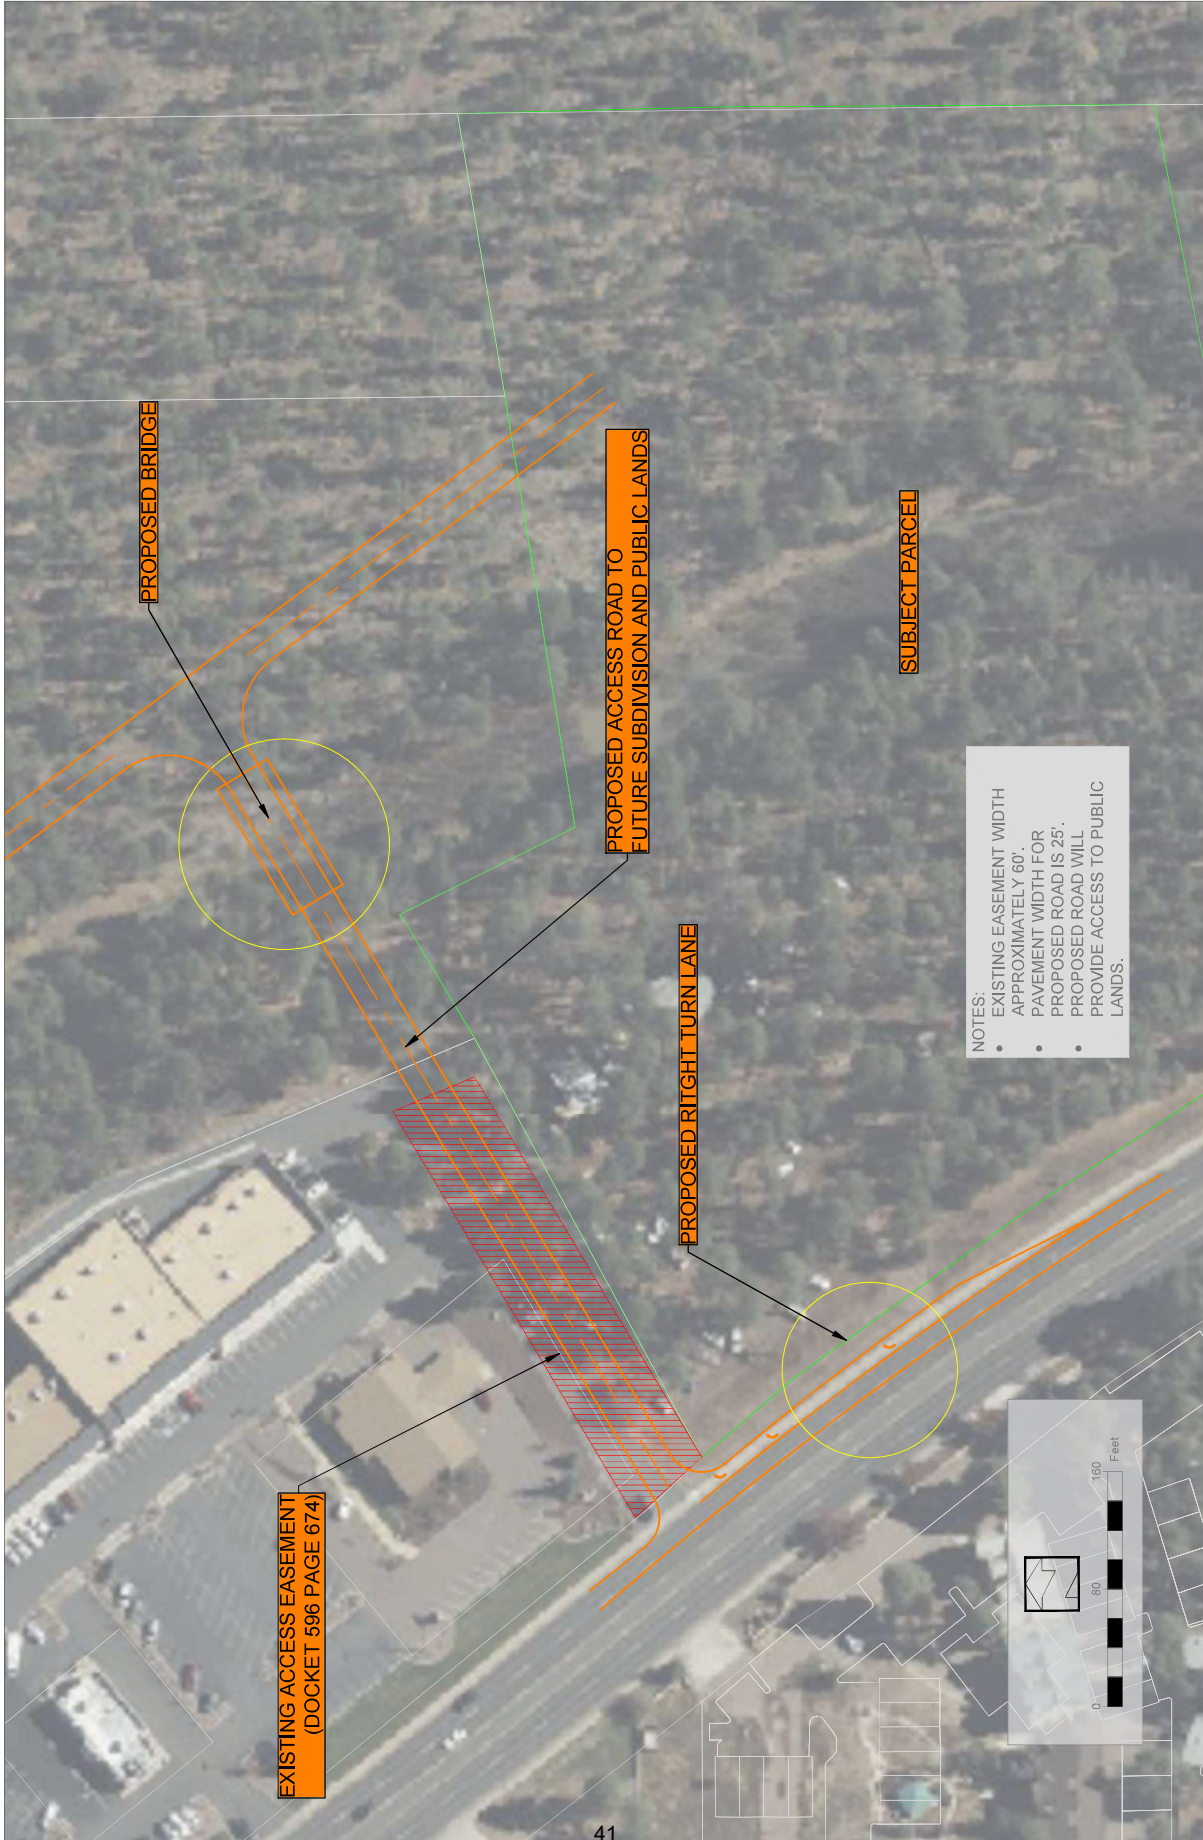 PROPOSED BRIDGE
PROPOSED ACCESS ROAD TO
FUTURE SUBDIVISION AND PUBLIC LANDS
SUBJECT PARCEL
PROPOSED RITGHT TURN LANE
EXISTING ACCESS EASEMENT
(DOCKET 596 PAGE 674)
NOTES:
• EXISTING EASEMENT WIDTH
APPROXIMATELY 60'.
• PAVEMENT WIDTH FOR
PROPOSED ROAD IS 25'.
• PROPOSED ROAD WILL
PROVIDE ACCESS TO PUBLIC
LANDS.
0 80 160
Feet
41